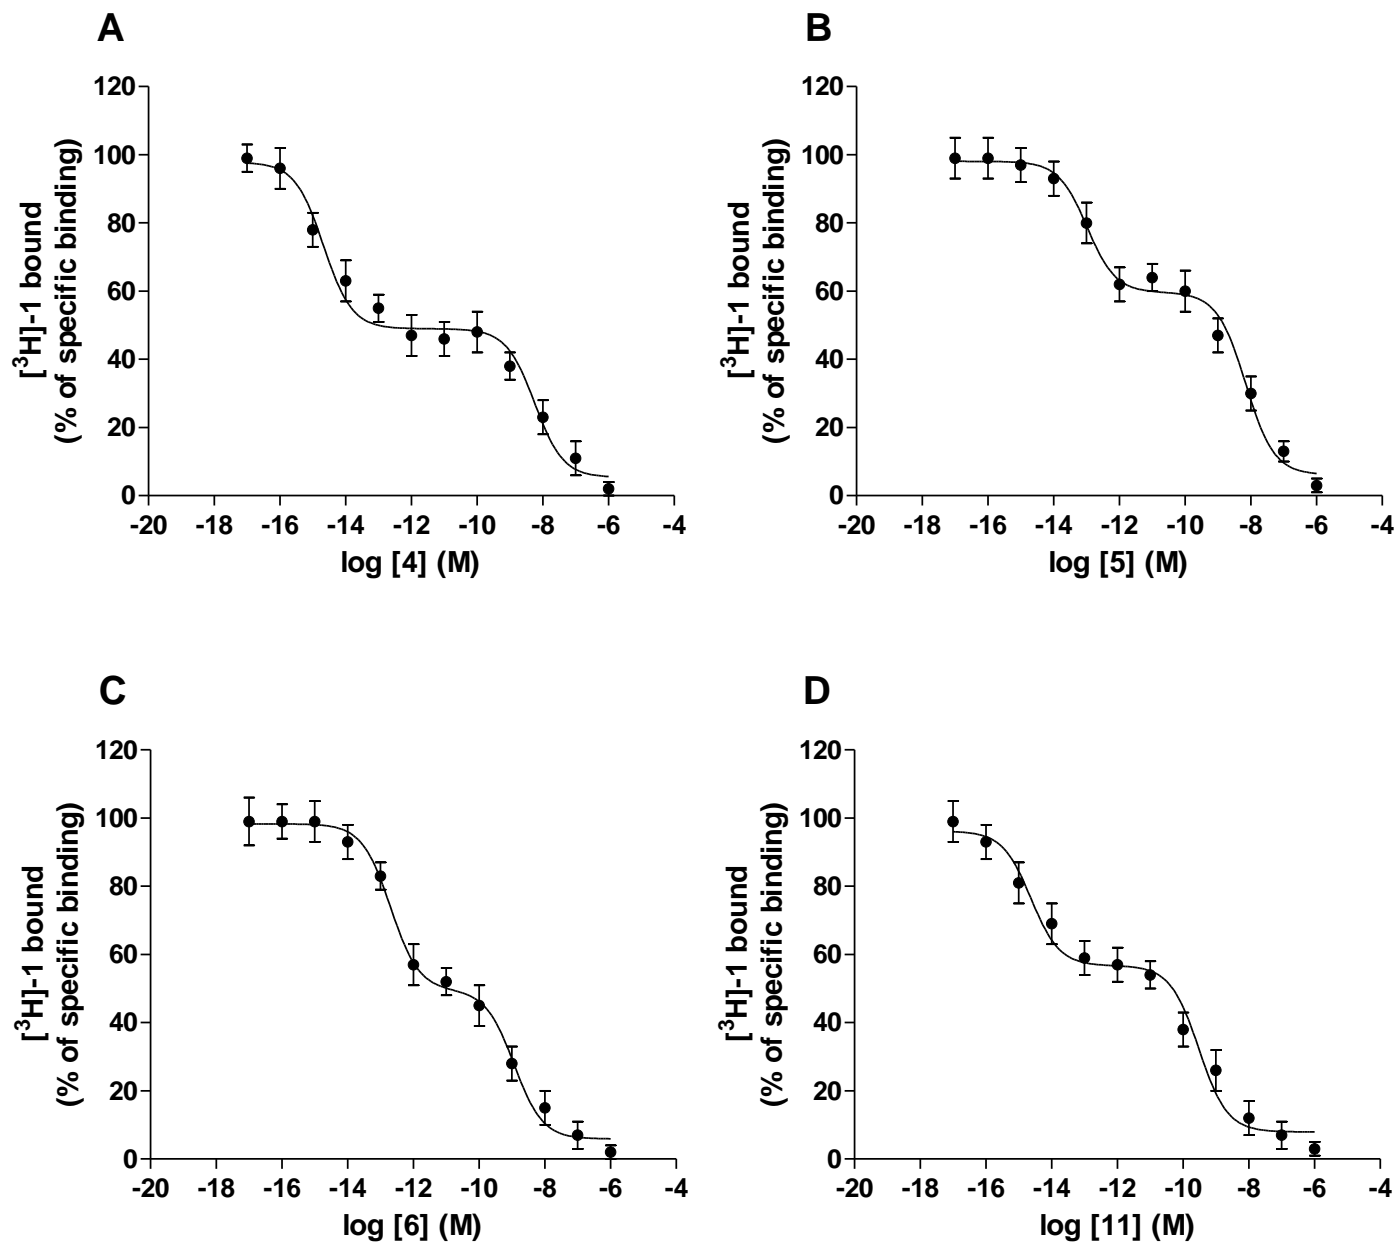 A
[³H]-1 bound
(% of specific binding)
120
100
80
60
40
20
0
-20 -18 -16 -14 -12 -10 -8 -6 -4
log [4] (M)
B
[³H]-1 bound
(% of specific binding)
120
100
80
60
40
20
0
-20 -18 -16 -14 -12 -10 -8 -6 -4
log [5] (M)
C
[³H]-1 bound
(% of specific binding)
120
100
80
60
40
20
0
-20 -18 -16 -14 -12 -10 -8 -6 -4
log [6] (M)
D
[³H]-1 bound
(% of specific binding)
120
100
80
60
40
20
0
-20 -18 -16 -14 -12 -10 -8 -6 -4
log [11] (M)